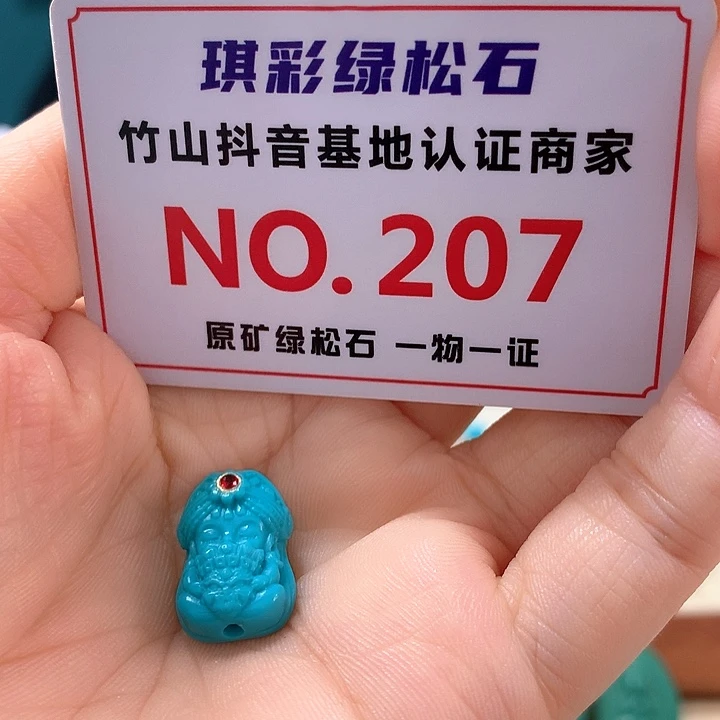 琪彩绿松石
竹山抖音基地认证商家
NO.207
原矿绿松石 一物一证